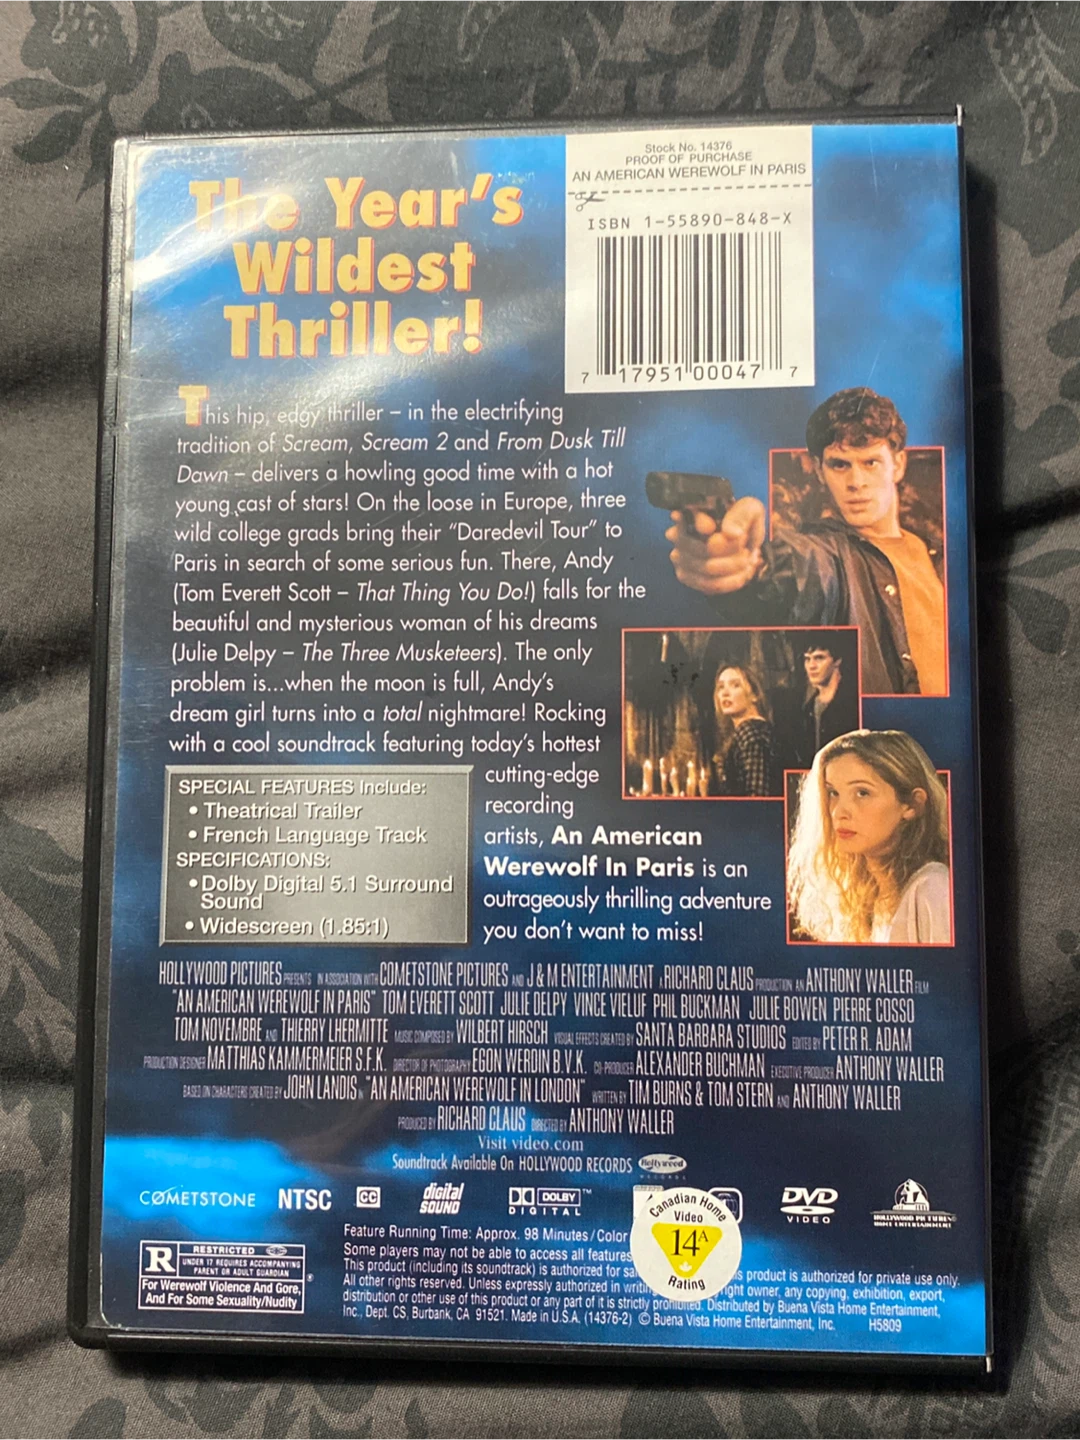 Stock No. 14376
PROOF OF PURCHASE
AN AMERICAN WEREWOLF IN PARIS
ISBN 1-55890-848-X
7 17951 00047 7
The Year's
Wildest
Thriller!
This hip, edgy thriller – in the electrifying
tradition of Scream, Scream 2 and From Dusk Till
Dawn – delivers a howling good time with a hot
young cast of stars! On the loose in Europe, three
wild college grads bring their "Daredevil Tour" to
Paris in search of some serious fun. There, Andy
(Tom Everett Scott – That Thing You Do!) falls for the
beautiful and mysterious woman of his dreams
(Julie Delpy – The Three Musketeers). The only
problem is...when the moon is full, Andy's
dream girl turns into a total nightmare! Rocking
with a cool soundtrack featuring today's hottest
cutting-edge
recording
artists, An American
Werewolf In Paris is an
outrageously thrilling adventure
you don't want to miss!
SPECIAL FEATURES Include:
• Theatrical Trailer
• French Language Track
SPECIFICATIONS:
• Dolby Digital 5.1 Surround
Sound
• Widescreen (1.85:1)
HOLLYWOOD PICTURES PRESENTS IN ASSOCIATION WITH COMETSTONE PICTURES AND J & M ENTERTAINMENT A RICHARD CLAUS PRODUCTION AN ANTHONY WALLER FILM
"AN AMERICAN WEREWOLF IN PARIS" TOM EVERETT SCOTT JULIE DELPY VINCE VIELUF PHIL BUCKMAN JULIE BOWEN PIERRE COSSO
TOM NOVEMBRE AND THIERRY LHERMITTE MUSIC COMPOSED BY WILBERT HIRSCH VISUAL EFFECTS CREATED BY SANTA BARBARA STUDIOS EDITED BY PETER R. ADAM
PRODUCTION DESIGNER MATTHIAS KAMMERMEIER S.F.K. DIRECTOR OF PHOTOGRAPHY EGON WERDIN B.V.K. CO-PRODUCER ALEXANDER BUCHMAN EXECUTIVE PRODUCER ANTHONY WALLER
BASED ON CHARACTERS CREATED BY JOHN LANDIS IN "AN AMERICAN WEREWOLF IN LONDON" WRITTEN BY TIM BURNS & TOM STERN AND ANTHONY WALLER
PRODUCED BY RICHARD CLAUS DIRECTED BY ANTHONY WALLER
Visit video.com
Soundtrack Available On HOLLYWOOD RECORDS Hollywood RECORDS
COMETSTONE NTSC CC digital SOUND DOLBY DIGITAL DVD VIDEO HOLLYWOOD PICTURES HOME ENTERTAINMENT
Canadian Home
Video
14A
Rating
R RESTRICTED
UNDER 17 REQUIRES ACCOMPANYING
PARENT OR ADULT GUARDIAN
For Werewolf Violence And Gore,
And For Some Sexuality/Nudity
Feature Running Time: Approx. 98 Minutes/Color
Some players may not be able to access all features
This product (including its soundtrack) is authorized for sa s product is authorized for private use only.
All other rights reserved. Unless expressly authorized in writing ght owner, any copying, exhibition, export,
distribution or other use of this product or any part of it is strictly prohibited. Distributed by Buena Vista Home Entertainment,
Inc., Dept. CS, Burbank, CA 91521. Made in U.S.A. (14376-2) © Buena Vista Home Entertainment, Inc. H5809